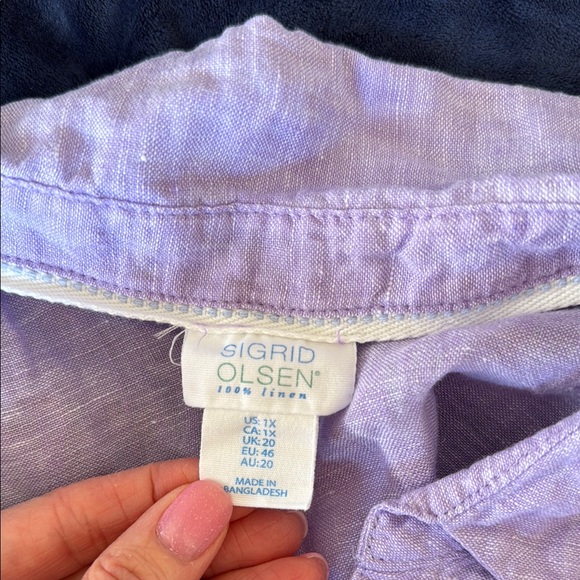 SIGRID
OLSEN®
100% linen
US: 1X
CA: 1X
UK: 20
EU: 46
AU: 20
MADE IN
BANGLADESH